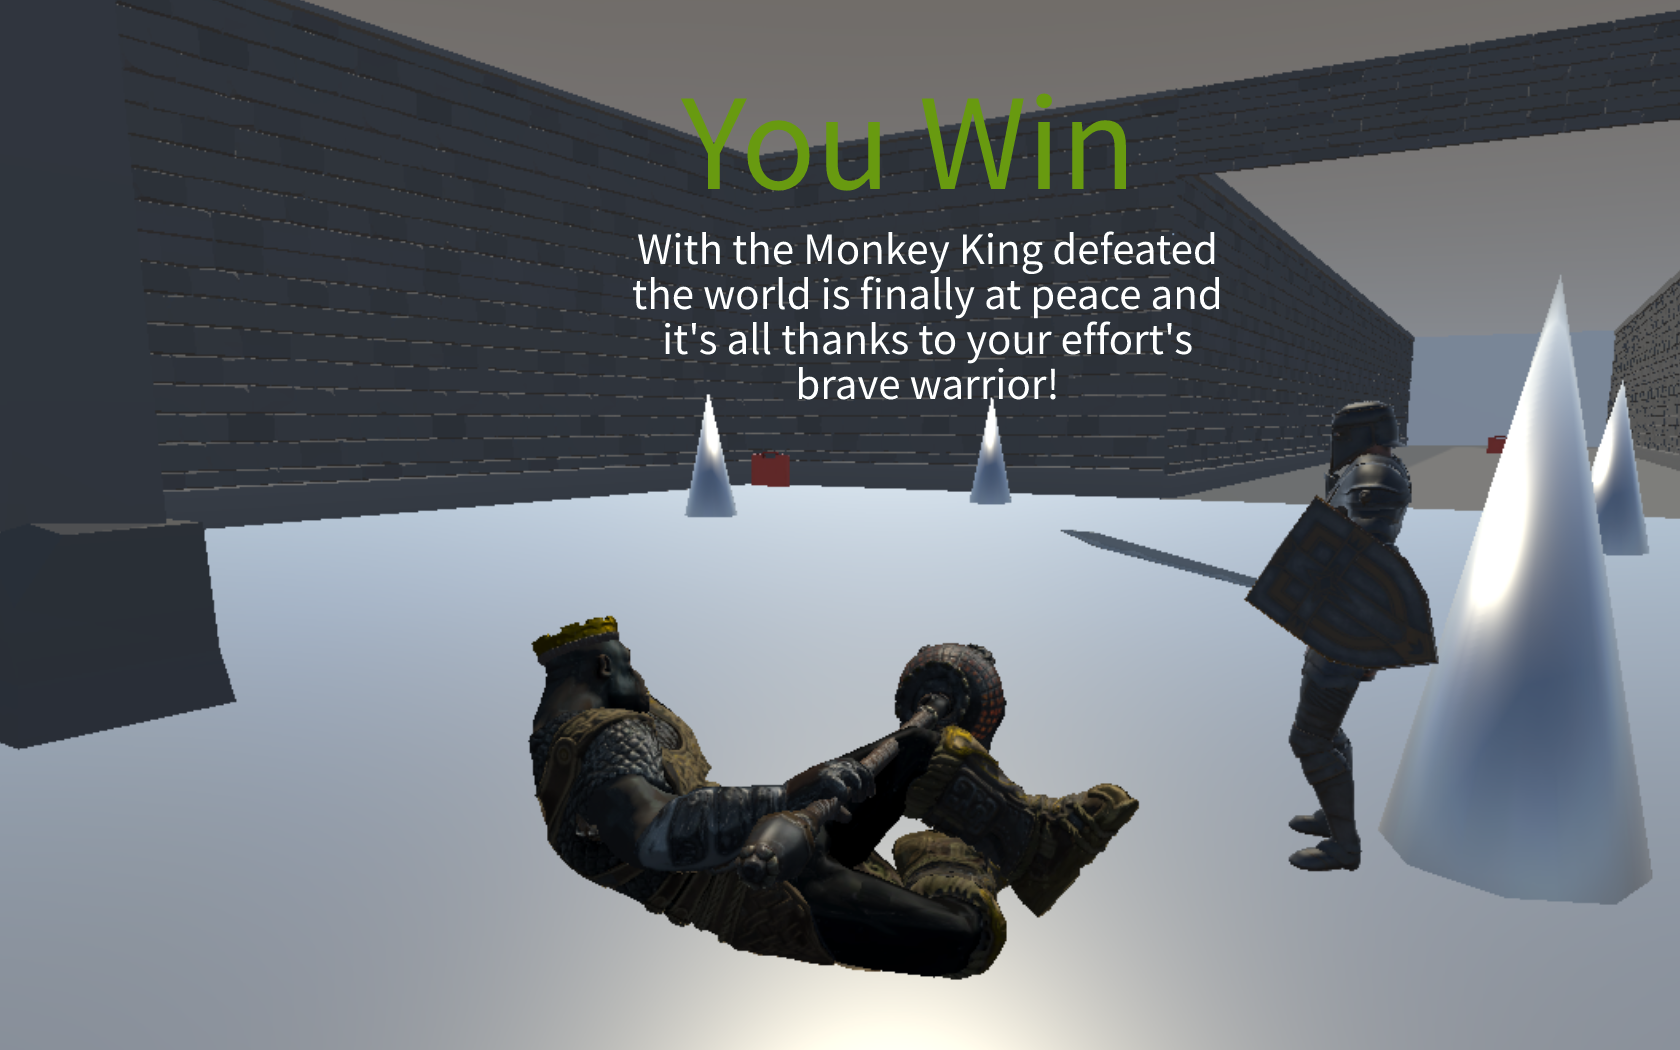 You Win
With the Monkey King defeated
the world is finally at peace and
it's all thanks to your effort's
brave warrior!